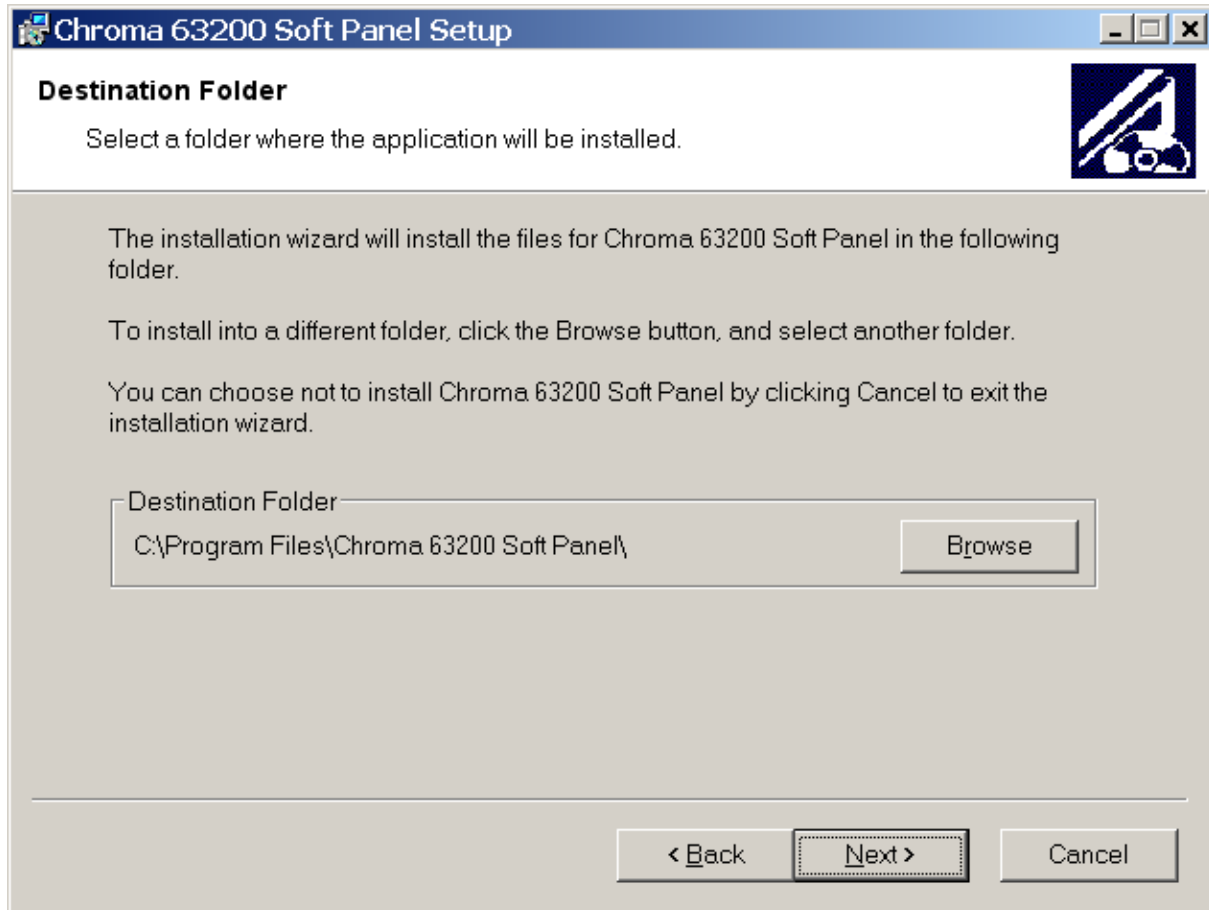 Chroma 63200 Soft Panel Setup
Destination Folder
Select a folder where the application will be installed.
The installation wizard will install the files for Chroma 63200 Soft Panel in the following
folder.
To install into a different folder, click the Browse button, and select another folder.
You can choose not to install Chroma 63200 Soft Panel by clicking Cancel to exit the
installation wizard.
Destination Folder
C:\Program Files\Chroma 63200 Soft Panel\
Browse
< Back
Next >
Cancel